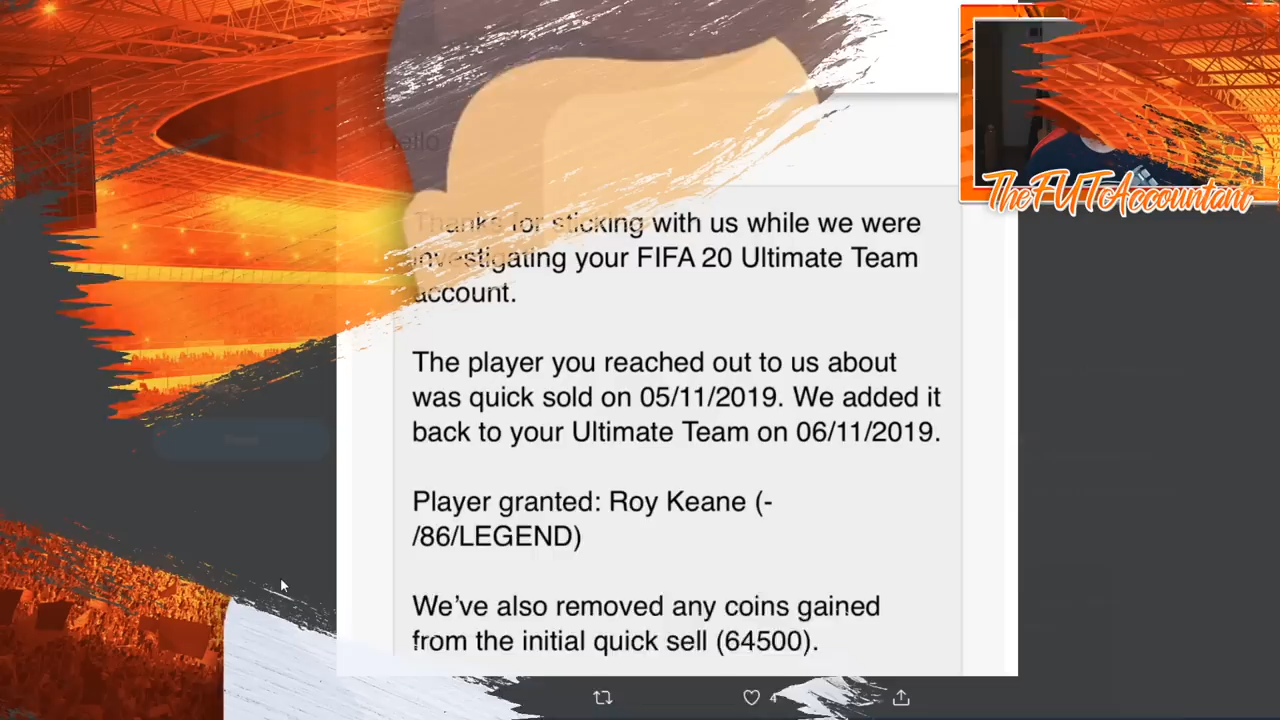 TheFUTAccountant
Hello
Thanks for sticking with us while we were
investigating your FIFA 20 Ultimate Team
account.
The player you reached out to us about
was quick sold on 05/11/2019. We added it
back to your Ultimate Team on 06/11/2019.
Player granted: Roy Keane (-
/86/LEGEND)
We’ve also removed any coins gained
from the initial quick sell (64500).
4